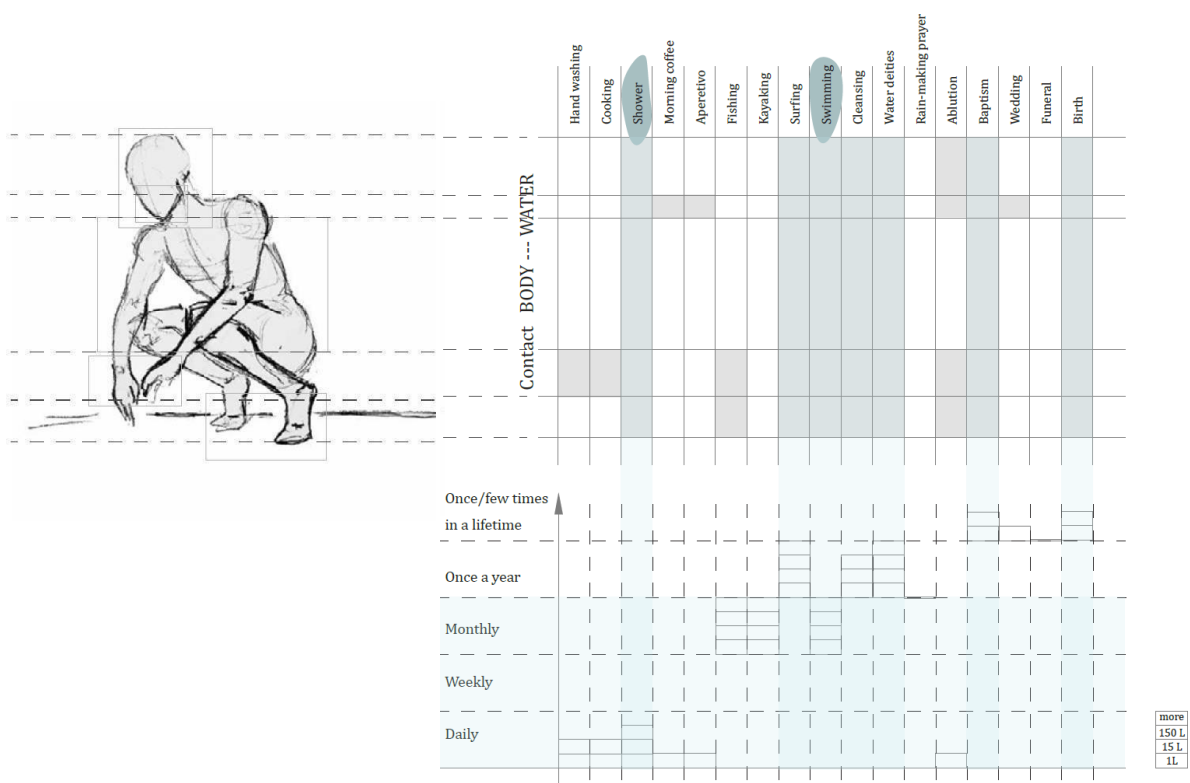 Hand washing
Cooking
Shower
Morning coffee
Aperetivo
Fishing
Kayaking
Surfing
Swimming
Cleansing
Water deities
Rain-making prayer
Ablution
Baptism
Wedding
Funeral
Birth
Contact BODY --- WATER
Once/few times
in a lifetime
Once a year
Monthly
Weekly
Daily
more
150 L
15 L
1L